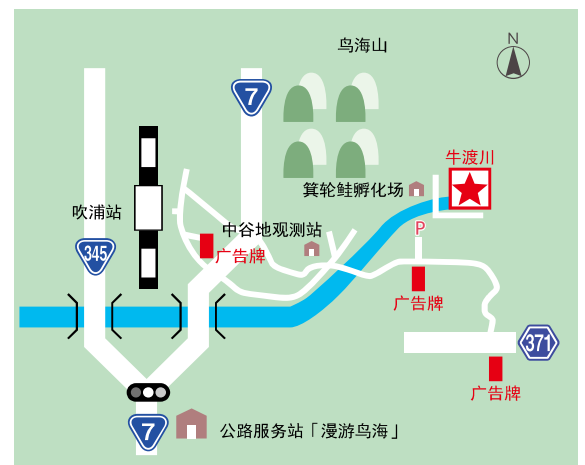 鸟海山
N
7
牛渡川
箕轮鲑孵化场
吹浦站
中谷地观测站
P
345
广告牌
广告牌
371
广告牌
7
公路服务站「漫游鸟海」